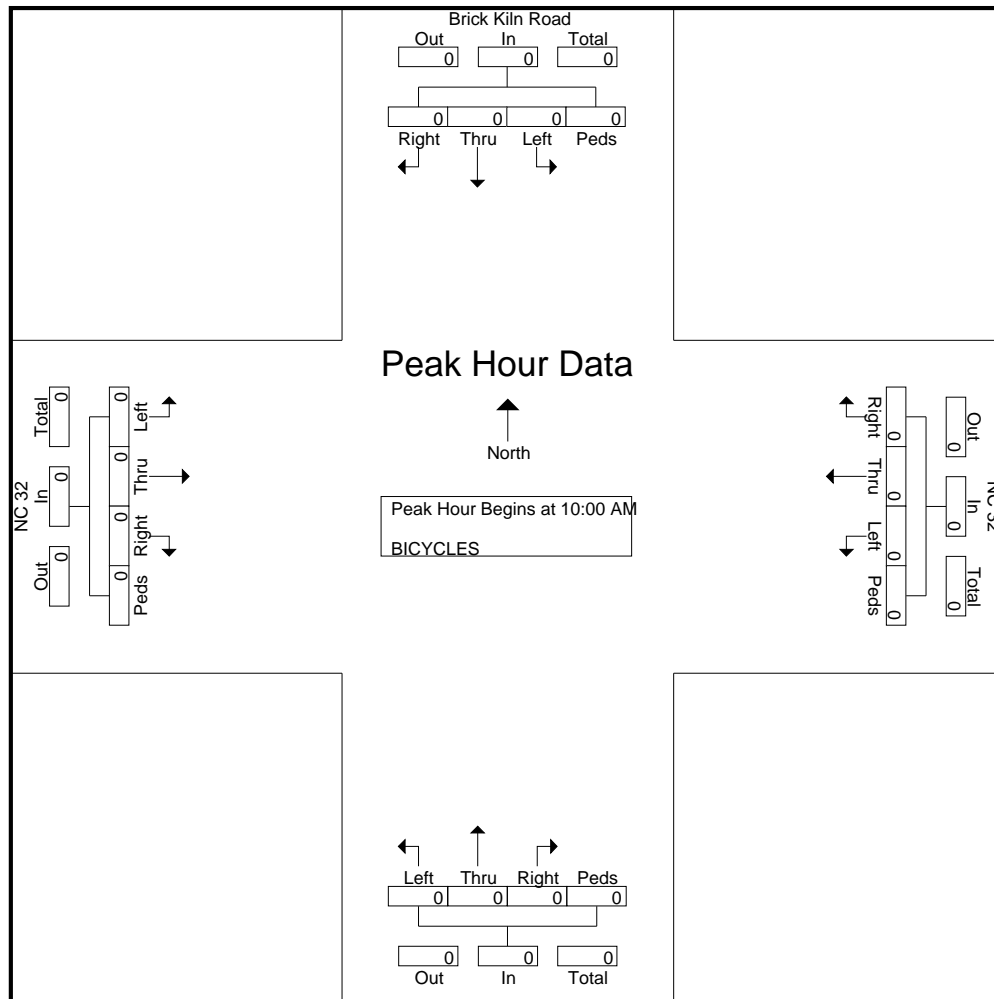 Brick Kiln Road
Out In Total
0 0 0
0 0 0 0
Right Thru Left Peds
Peak Hour Data
North
Peak Hour Begins at 10:00 AM
BICYCLES
NC 32
Total In Out
0 0 0
0 0 0 0
Left Thru Right Peds
Right Thru Left Peds
0 0 0 0
0 0 0
Out In Total
NC 32
Left Thru Right Peds
0 0 0 0
0 0 0
Out In Total